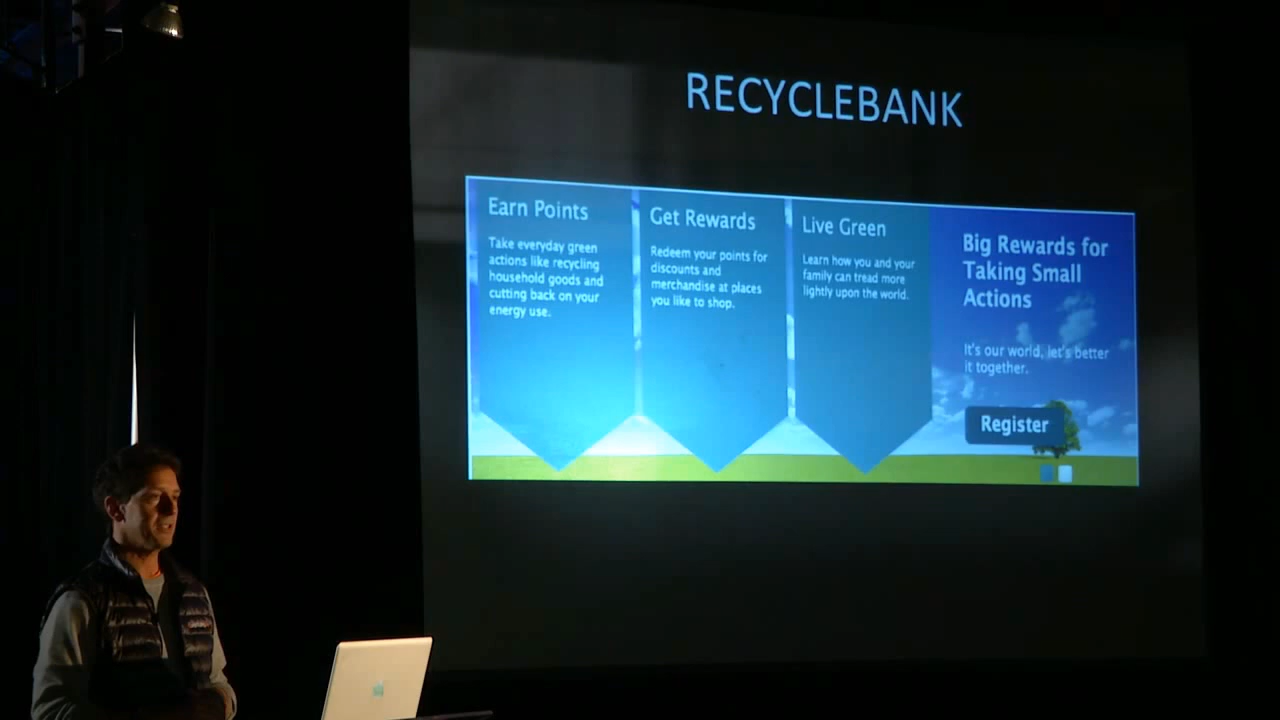 RECYCLEBANK
Earn Points
Take everyday green
actions like recycling
household goods and
cutting back on your
energy use.
Get Rewards
Redeem your points for
discounts and
merchandise at places
you like to shop.
Live Green
Learn how you and your
family can tread more
lightly upon the world.
Big Rewards for
Taking Small
Actions
It's our world, let's better
it together.
Register